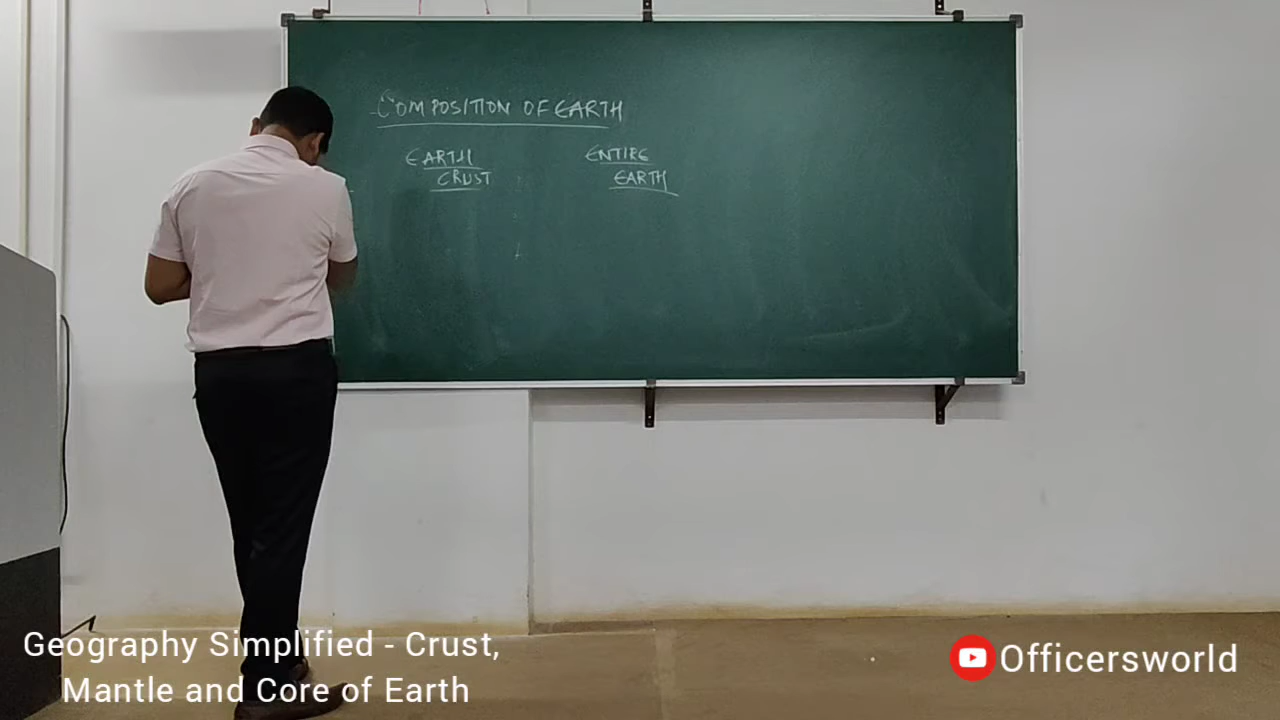 COMPOSITION OF EARTH
EARTH
CRUST
ENTIRE
EARTH
Geography Simplified - Crust,
Mantle and Core of Earth
Officersworld